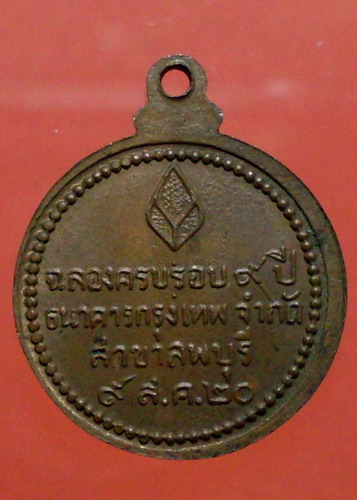 ฉลองครบรอบ ๙ ปี
ธนาคารกรุงเทพ จำกัด
สาขาลพบุรี
๙ ส.ค.๒๐